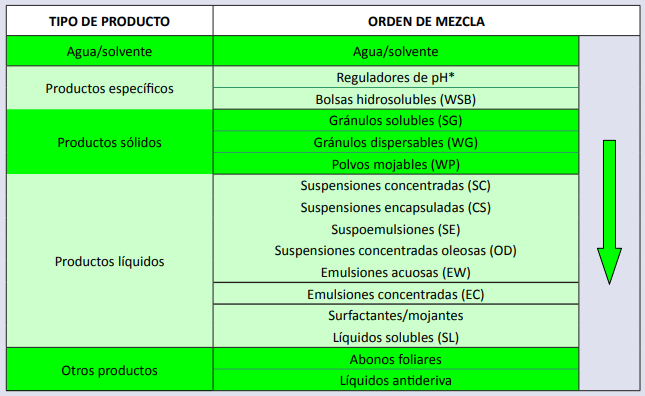 TIPO DE PRODUCTO
ORDEN DE MEZCLA
Agua/solvente
Agua/solvente
Productos específicos
Reguladores de pH*
Bolsas hidrosolubles (WSB)
Productos sólidos
Gránulos solubles (SG)
Gránulos dispersables (WG)
Polvos mojables (WP)
Productos líquidos
Suspensiones concentradas (SC)
Suspensiones encapsuladas (CS)
Suspoemulsiones (SE)
Suspensiones concentradas oleosas (OD)
Emulsiones acuosas (EW)
Emulsiones concentradas (EC)
Surfactantes/mojantes
Líquidos solubles (SL)
Otros productos
Abonos foliares
Líquidos antideriva